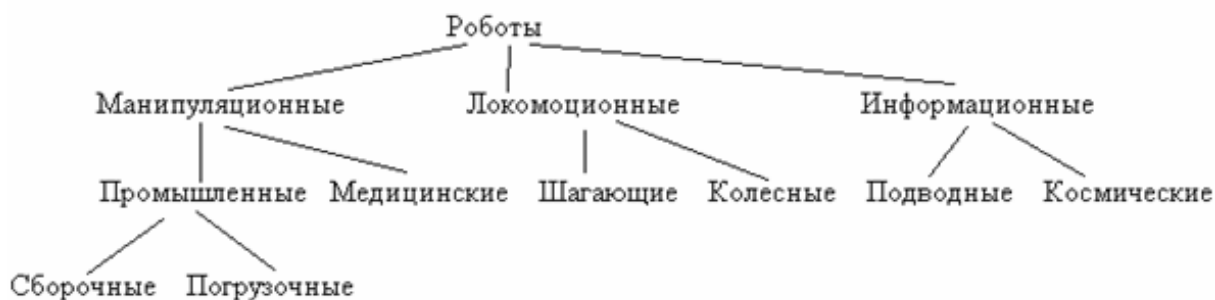 Роботы
Манипуляционные Локомоционные Информационные
Промышленные Медицинские Шагающие Колесные Подводные Космические
Сборочные Погрузочные